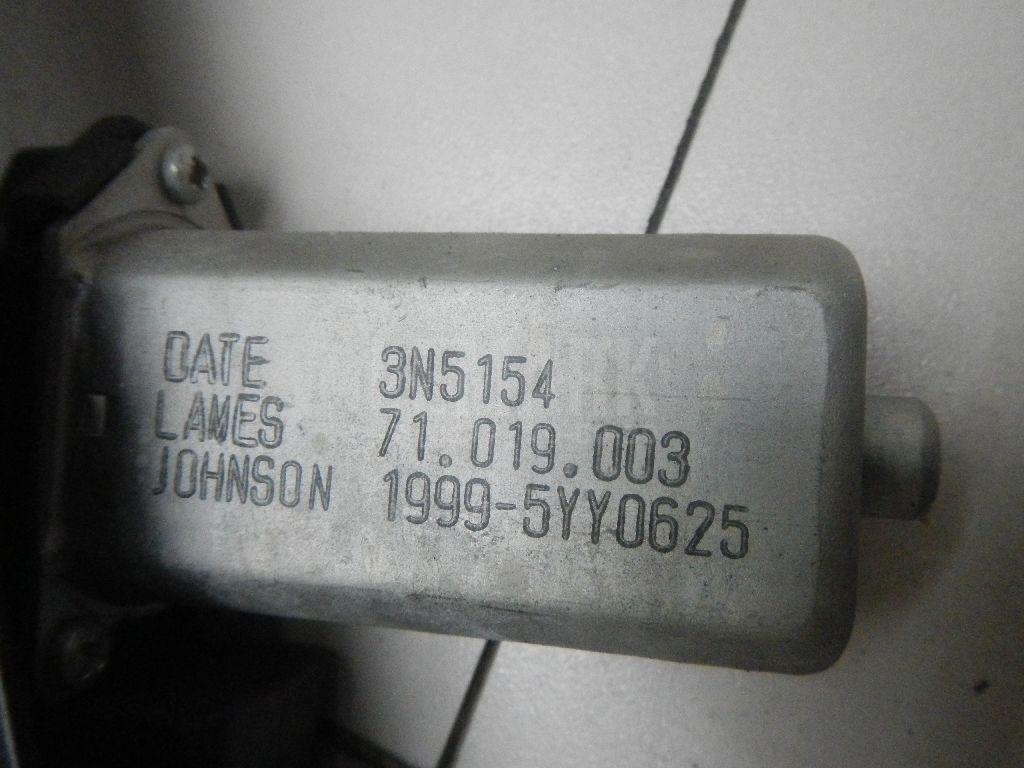 DATE 3N5154
LAMES 71.019.003
JOHNSON 1999-5YY0625